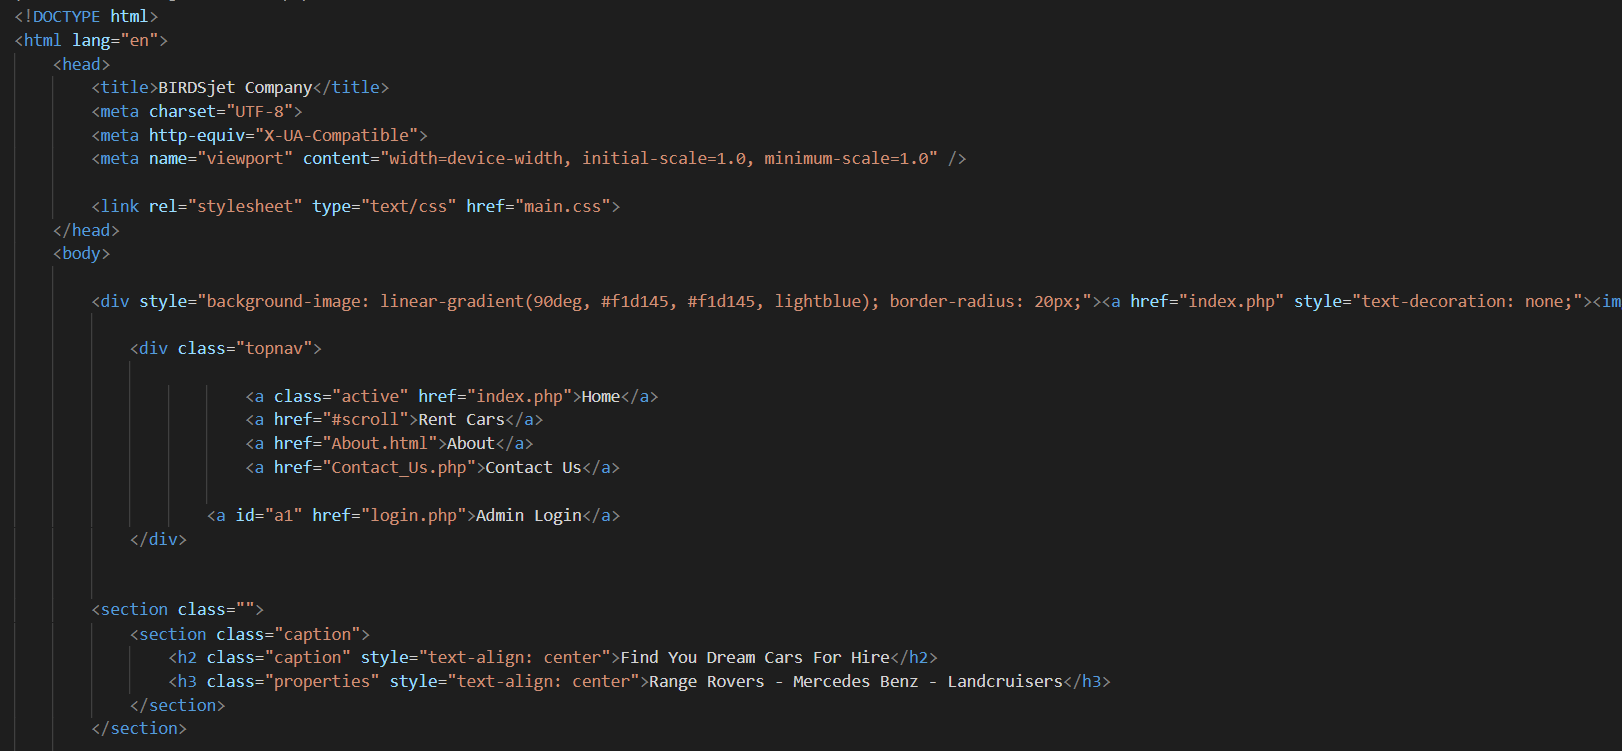 <!DOCTYPE html>
<html lang="en">
<head>
<title>BIRDSjet Company</title>
<meta charset="UTF-8">
<meta http-equiv="X-UA-Compatible">
<meta name="viewport" content="width=device-width, initial-scale=1.0, minimum-scale=1.0" />
<link rel="stylesheet" type="text/css" href="main.css">
</head>
<body>
<div style="background-image: linear-gradient(90deg, #f1d145, #f1d145, lightblue); border-radius: 20px;"><a href="index.php" style="text-decoration: none;"><im
<div class="topnav">
<a class="active" href="index.php">Home</a>
<a href="#scroll">Rent Cars</a>
<a href="About.html">About</a>
<a href="Contact_Us.php">Contact Us</a>
<a id="a1" href="login.php">Admin Login</a>
</div>
<section class="">
<section class="caption">
<h2 class="caption" style="text-align: center">Find You Dream Cars For Hire</h2>
<h3 class="properties" style="text-align: center">Range Rovers - Mercedes Benz - Landcruisers</h3>
</section>
</section>